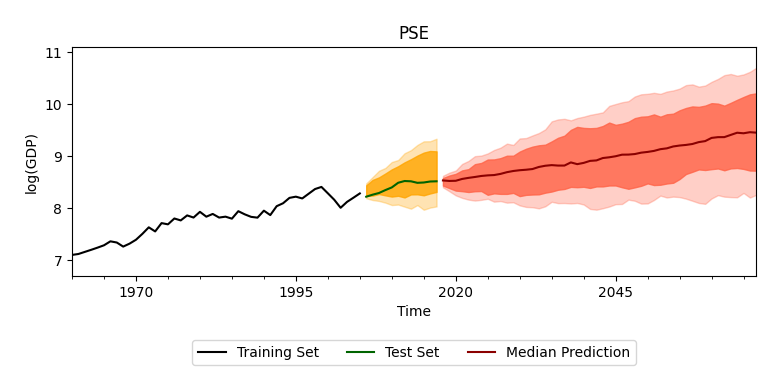 PSE
11
10
9
8
7
log(GDP)
1970 1995 2020 2045
Time
Training Set Test Set Median Prediction